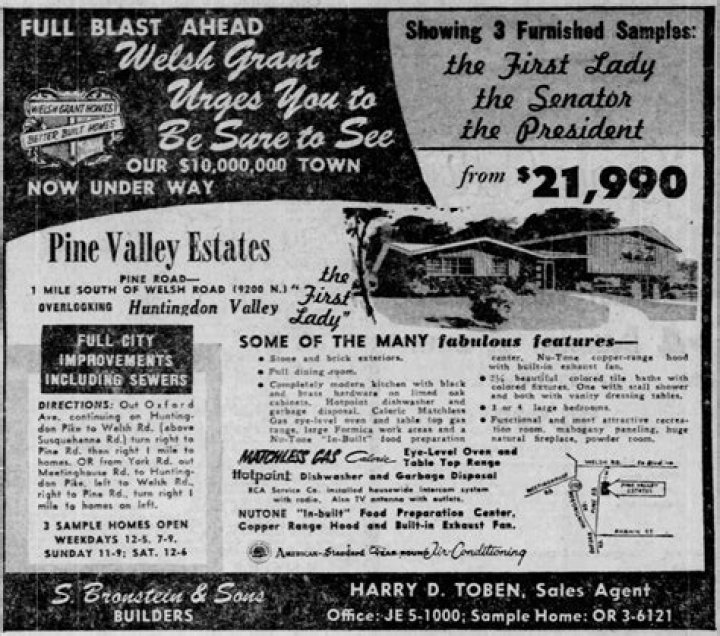 FULL BLAST AHEAD
Welsh Grant
Urges You to
Be Sure to See
OUR $10,000,000 TOWN
NOW UNDER WAY
WELSH GRANT HOMES
BETTER BUILT HOMES
Showing 3 Furnished Samples:
the First Lady
the Senator
the President
from $21,990
Pine Valley Estates
PINE ROAD—
1 MILE SOUTH OF WELSH ROAD (9200 N.)
OVERLOOKING Huntingdon Valley
the
"First
Lady"
FULL CITY
IMPROVEMENTS
INCLUDING SEWERS
DIRECTIONS: Out Oxford
Ave. continuing on Hunting-
don Pike to Welsh Rd. (above
Susquehanna Rd.) turn right to
Pine Rd. then right 1 mile to
homes. OR from York Rd. out
Meetinghouse Rd. to Hunting-
don Pike, left to Welsh Rd.,
right to Pine Rd., turn right 1
mile to homes on left.
3 SAMPLE HOMES OPEN
WEEKDAYS 12-5, 7-9.
SUNDAY 11-9; SAT. 12-6
SOME OF THE MANY fabulous features—
• Stone and brick exteriors.
• Full dining room.
• Completely modern kitchen with black
and brass hardware on limed oak
cabinets. Hotpoint dishwasher and
garbage disposal. Caloric Matchless
Gas eye-level oven and table top gas
range, large Formica work areas and a
Nu-Tone "In-Built" food preparation
center, Nu-Tone copper-range hood
with built-in exhaust fan.
• 2½ beautiful colored tile baths with
colored fixtures. One with stall shower
and both with vanity dressing tables.
• 3 or 4 large bedrooms.
• Functional and most attractive recrea-
tion room, mahogany paneling, huge
natural fireplace, powder room.
MATCHLESS GAS Caloric Eye-Level Oven and
Table Top Range
Hotpoint Dishwasher and Garbage Disposal
RCA Service Co. installed housewide intercom system
with radio. Also TV antenna with outlets.
NUTONE "In-built" Food Preparation Center,
Copper Range Hood and Built-in Exhaust Fan.
AMERICAN-Standard YEAR ROUND Air-Conditioning
WELSH RD.
PINE RD
PINE VALLEY
ESTATES
S. Bronstein & Sons
BUILDERS
HARRY D. TOBEN, Sales Agent
Office: JE 5-1000; Sample Home: OR 3-6121